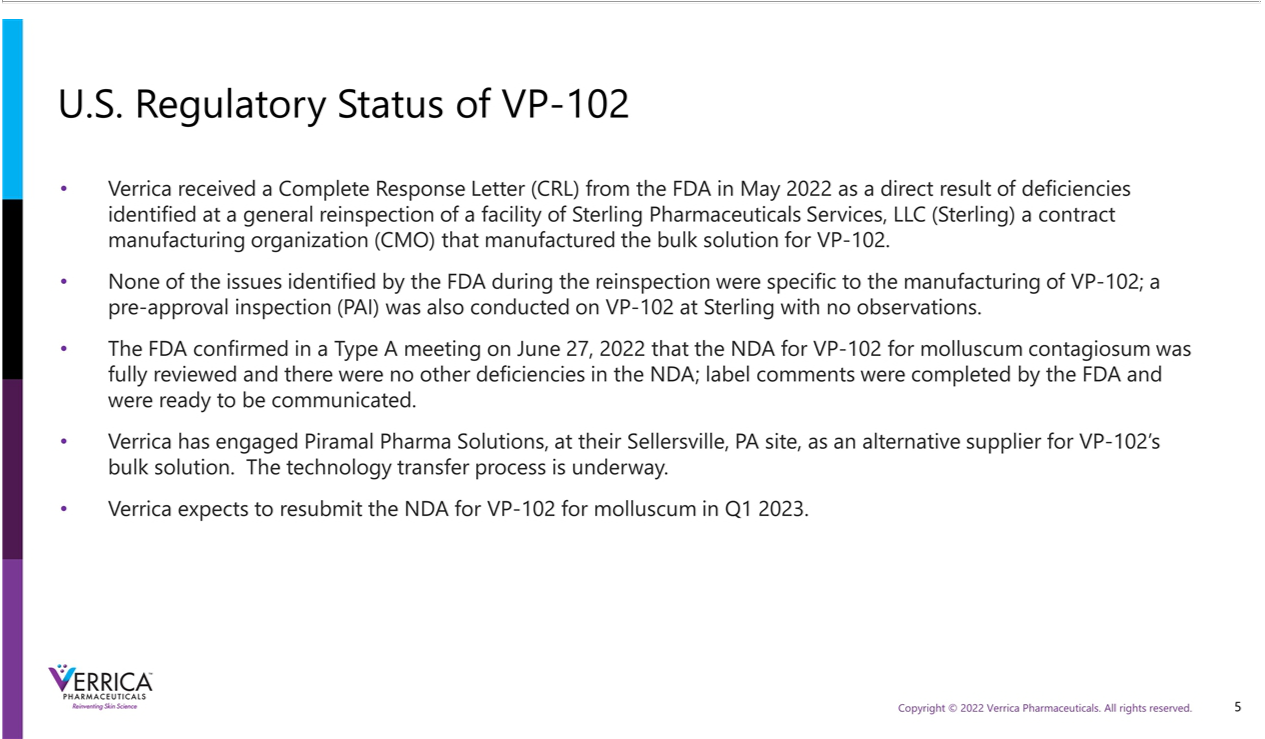 U.S. Regulatory Status of VP-102
• Verrica received a Complete Response Letter (CRL) from the FDA in May 2022 as a direct result of deficiencies
identified at a general reinspection of a facility of Sterling Pharmaceuticals Services, LLC (Sterling) a contract
manufacturing organization (CMO) that manufactured the bulk solution for VP-102.
• None of the issues identified by the FDA during the reinspection were specific to the manufacturing of VP-102; a
pre-approval inspection (PAI) was also conducted on VP-102 at Sterling with no observations.
• The FDA confirmed in a Type A meeting on June 27, 2022 that the NDA for VP-102 for molluscum contagiosum was
fully reviewed and there were no other deficiencies in the NDA; label comments were completed by the FDA and
were ready to be communicated.
• Verrica has engaged Piramal Pharma Solutions, at their Sellersville, PA site, as an alternative supplier for VP-102’s
bulk solution.  The technology transfer process is underway.
• Verrica expects to resubmit the NDA for VP-102 for molluscum in Q1 2023.
VERRICA™
PHARMACEUTICALS
Reinventing Skin Science
Copyright © 2022 Verrica Pharmaceuticals. All rights reserved.
5